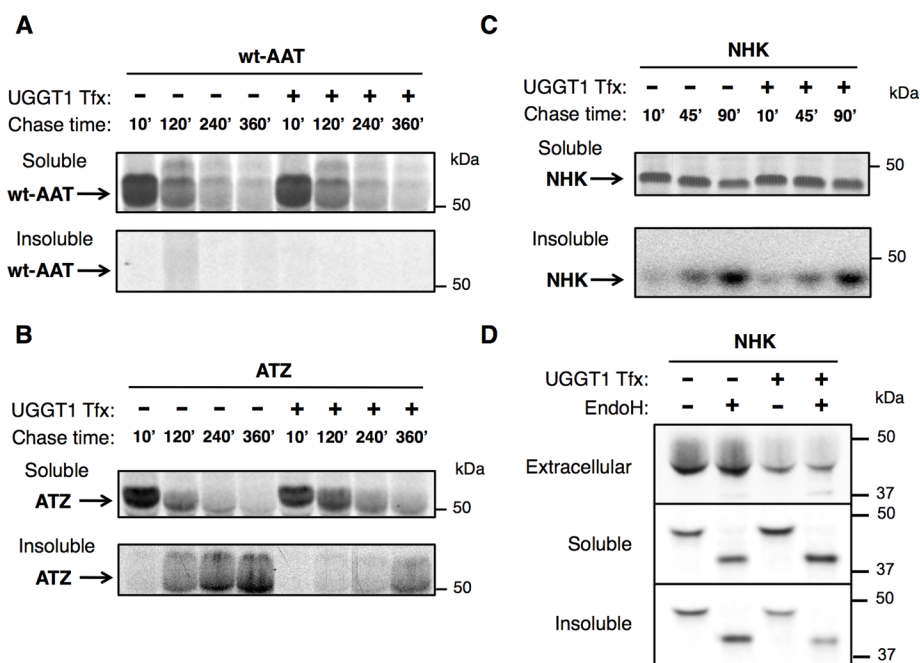 A
wt-AAT
UGGT1 Tfx: - - - - + + + +
Chase time: 10' 120' 240' 360' 10' 120' 240' 360'
Soluble
kDa
wt-AAT
50
Insoluble
wt-AAT
50
B
ATZ
UGGT1 Tfx: - - - - + + + +
Chase time: 10' 120' 240' 360' 10' 120' 240' 360'
Soluble
kDa
ATZ
50
Insoluble
ATZ
50
C
NHK
UGGT1 Tfx: - - - + + +
kDa
Chase time: 10' 45' 90' 10' 45' 90'
Soluble
50
NHK
Insoluble
50
NHK
D
NHK
UGGT1 Tfx: - - + +
kDa
EndoH: - + - +
50
Extracellular
37
50
Soluble
37
50
Insoluble
37